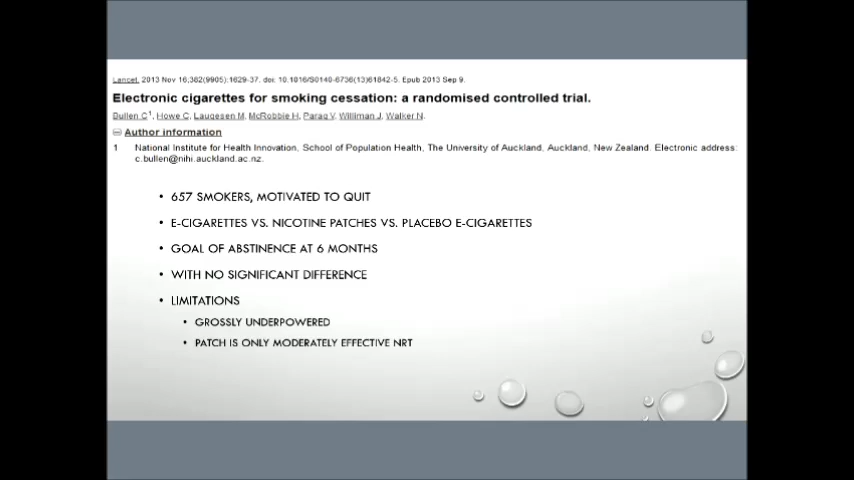 Lancet. 2013 Nov 16;382(9905):1629-37. doi: 10.1016/S0140-6736(13)61842-5. Epub 2013 Sep 9.
Electronic cigarettes for smoking cessation: a randomised controlled trial.
Bullen C1, Howe C, Laugesen M, McRobbie H, Parag V, Williman J, Walker N.
Author information
1 National Institute for Health Innovation, School of Population Health, The University of Auckland, Auckland, New Zealand. Electronic address:
c.bullen@nihi.auckland.ac.nz.
• 657 SMOKERS, MOTIVATED TO QUIT
• E-CIGARETTES VS. NICOTINE PATCHES VS. PLACEBO E-CIGARETTES
• GOAL OF ABSTINENCE AT 6 MONTHS
• WITH NO SIGNIFICANT DIFFERENCE
• LIMITATIONS
• GROSSLY UNDERPOWERED
• PATCH IS ONLY MODERATELY EFFECTIVE NRT